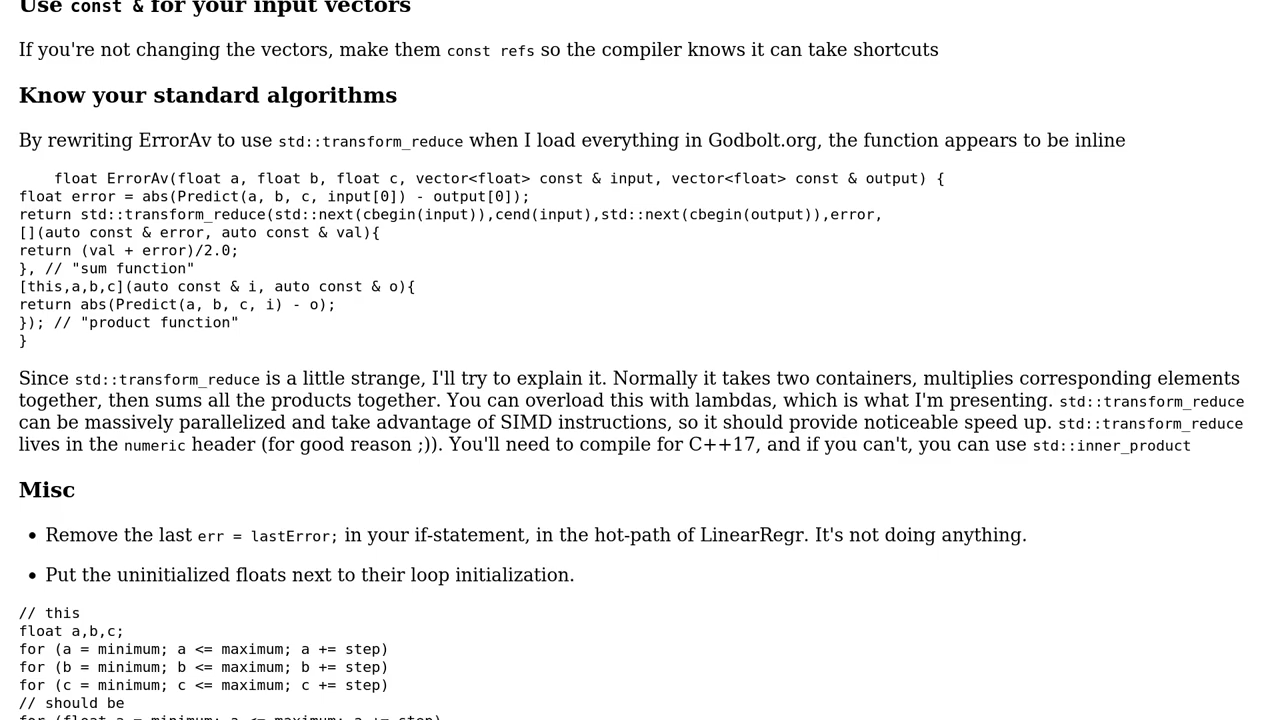 Use const & for your input vectors
If you're not changing the vectors, make them const refs so the compiler knows it can take shortcuts
Know your standard algorithms
By rewriting ErrorAv to use std::transform_reduce when I load everything in Godbolt.org, the function appears to be inline
    float ErrorAv(float a, float b, float c, vector<float> const & input, vector<float> const & output) {
float error = abs(Predict(a, b, c, input[0]) - output[0]);
return std::transform_reduce(std::next(cbegin(input)),cend(input),std::next(cbegin(output)),error,
[](auto const & error, auto const & val){
return (val + error)/2.0;
}, // "sum function"
[this,a,b,c](auto const & i, auto const & o){
return abs(Predict(a, b, c, i) - o);
}); // "product function"
}
Since std::transform_reduce is a little strange, I'll try to explain it. Normally it takes two containers, multiplies corresponding elements
together, then sums all the products together. You can overload this with lambdas, which is what I'm presenting. std::transform_reduce
can be massively parallelized and take advantage of SIMD instructions, so it should provide noticeable speed up. std::transform_reduce
lives in the numeric header (for good reason ;)). You'll need to compile for C++17, and if you can't, you can use std::inner_product
Misc
• Remove the last err = lastError; in your if-statement, in the hot-path of LinearRegr. It's not doing anything.
• Put the uninitialized floats next to their loop initialization.
// this
float a,b,c;
for (a = minimum; a <= maximum; a += step)
for (b = minimum; b <= maximum; b += step)
for (c = minimum; c <= maximum; c += step)
// should be
for (float a = minimum; a <= maximum; a += step)